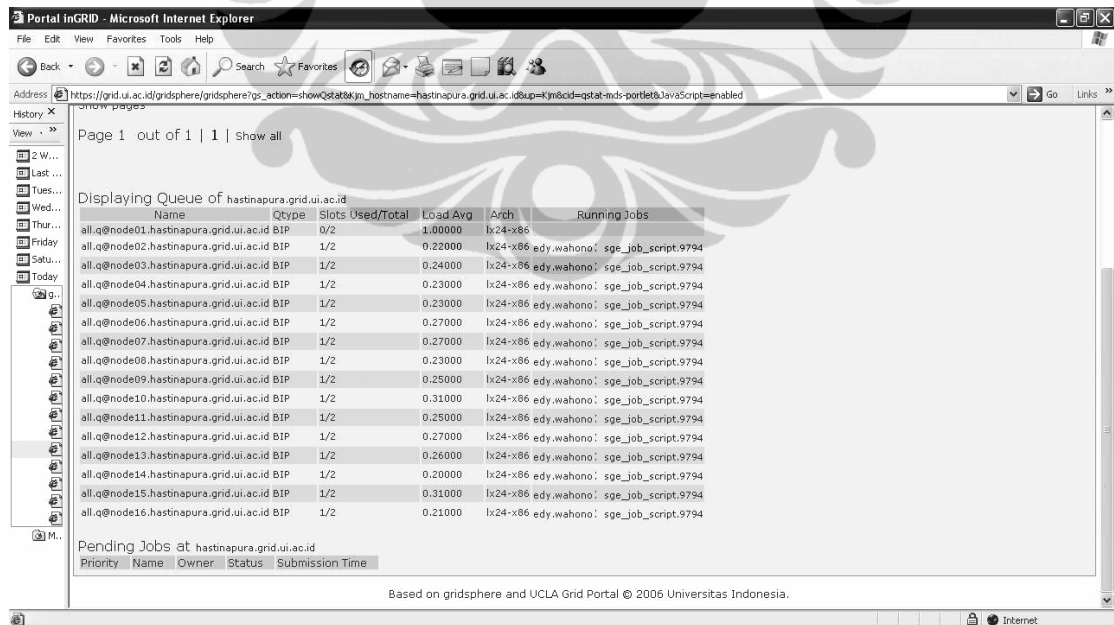 Portal inGRID - Microsoft Internet Explorer
File Edit View Favorites Tools Help
Back Search Favorites
Address https://grid.ui.ac.id/gridsphere/gridsphere?gs_action=showQstat&Kjm_hostname=hastinapura.grid.ui.ac.id&up=Kjm&cid=qstat-mds-portlet&JavaScript=enabled Go Links »
History ×
View »
2 W...
Last ...
Tues...
Wed...
Thur...
Friday
Satu...
Today
g..
M..
Show pages
Page 1 out of 1 | 1 | Show all
Displaying Queue of hastinapura.grid.ui.ac.id
Name Qtype Slots Used/Total Load Avg Arch Running Jobs
all.q@node01.hastinapura.grid.ui.ac.id BIP 0/2 1.00000 lx24-x86
all.q@node02.hastinapura.grid.ui.ac.id BIP 1/2 0.22000 lx24-x86 edy.wahono: sge_job_script.9794
all.q@node03.hastinapura.grid.ui.ac.id BIP 1/2 0.24000 lx24-x86 edy.wahono: sge_job_script.9794
all.q@node04.hastinapura.grid.ui.ac.id BIP 1/2 0.23000 lx24-x86 edy.wahono: sge_job_script.9794
all.q@node05.hastinapura.grid.ui.ac.id BIP 1/2 0.23000 lx24-x86 edy.wahono: sge_job_script.9794
all.q@node06.hastinapura.grid.ui.ac.id BIP 1/2 0.27000 lx24-x86 edy.wahono: sge_job_script.9794
all.q@node07.hastinapura.grid.ui.ac.id BIP 1/2 0.27000 lx24-x86 edy.wahono: sge_job_script.9794
all.q@node08.hastinapura.grid.ui.ac.id BIP 1/2 0.23000 lx24-x86 edy.wahono: sge_job_script.9794
all.q@node09.hastinapura.grid.ui.ac.id BIP 1/2 0.25000 lx24-x86 edy.wahono: sge_job_script.9794
all.q@node10.hastinapura.grid.ui.ac.id BIP 1/2 0.31000 lx24-x86 edy.wahono: sge_job_script.9794
all.q@node11.hastinapura.grid.ui.ac.id BIP 1/2 0.25000 lx24-x86 edy.wahono: sge_job_script.9794
all.q@node12.hastinapura.grid.ui.ac.id BIP 1/2 0.27000 lx24-x86 edy.wahono: sge_job_script.9794
all.q@node13.hastinapura.grid.ui.ac.id BIP 1/2 0.26000 lx24-x86 edy.wahono: sge_job_script.9794
all.q@node14.hastinapura.grid.ui.ac.id BIP 1/2 0.20000 lx24-x86 edy.wahono: sge_job_script.9794
all.q@node15.hastinapura.grid.ui.ac.id BIP 1/2 0.31000 lx24-x86 edy.wahono: sge_job_script.9794
all.q@node16.hastinapura.grid.ui.ac.id BIP 1/2 0.21000 lx24-x86 edy.wahono: sge_job_script.9794
Pending Jobs at hastinapura.grid.ui.ac.id
Priority Name Owner Status Submission Time
Based on gridsphere and UCLA Grid Portal © 2006 Universitas Indonesia.
Internet